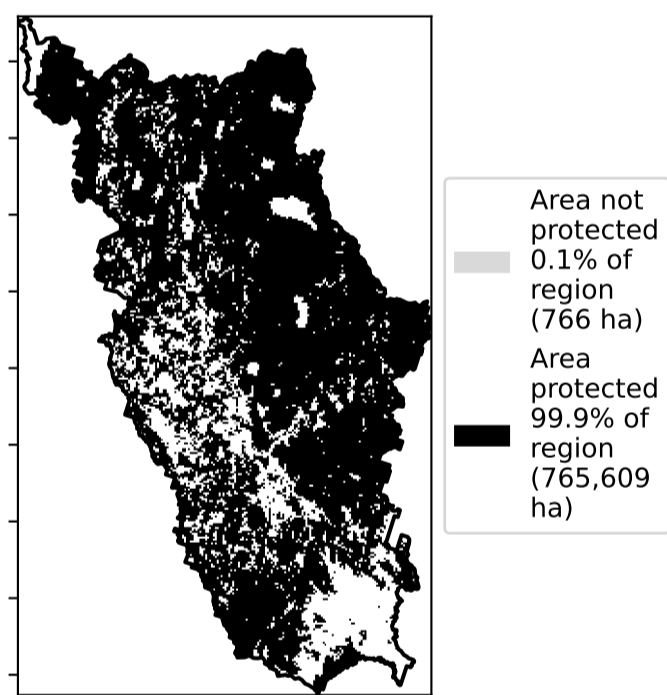 Area not
protected
0.1% of
region
(766 ha)
Area
protected
99.9% of
region
(765,609
ha)